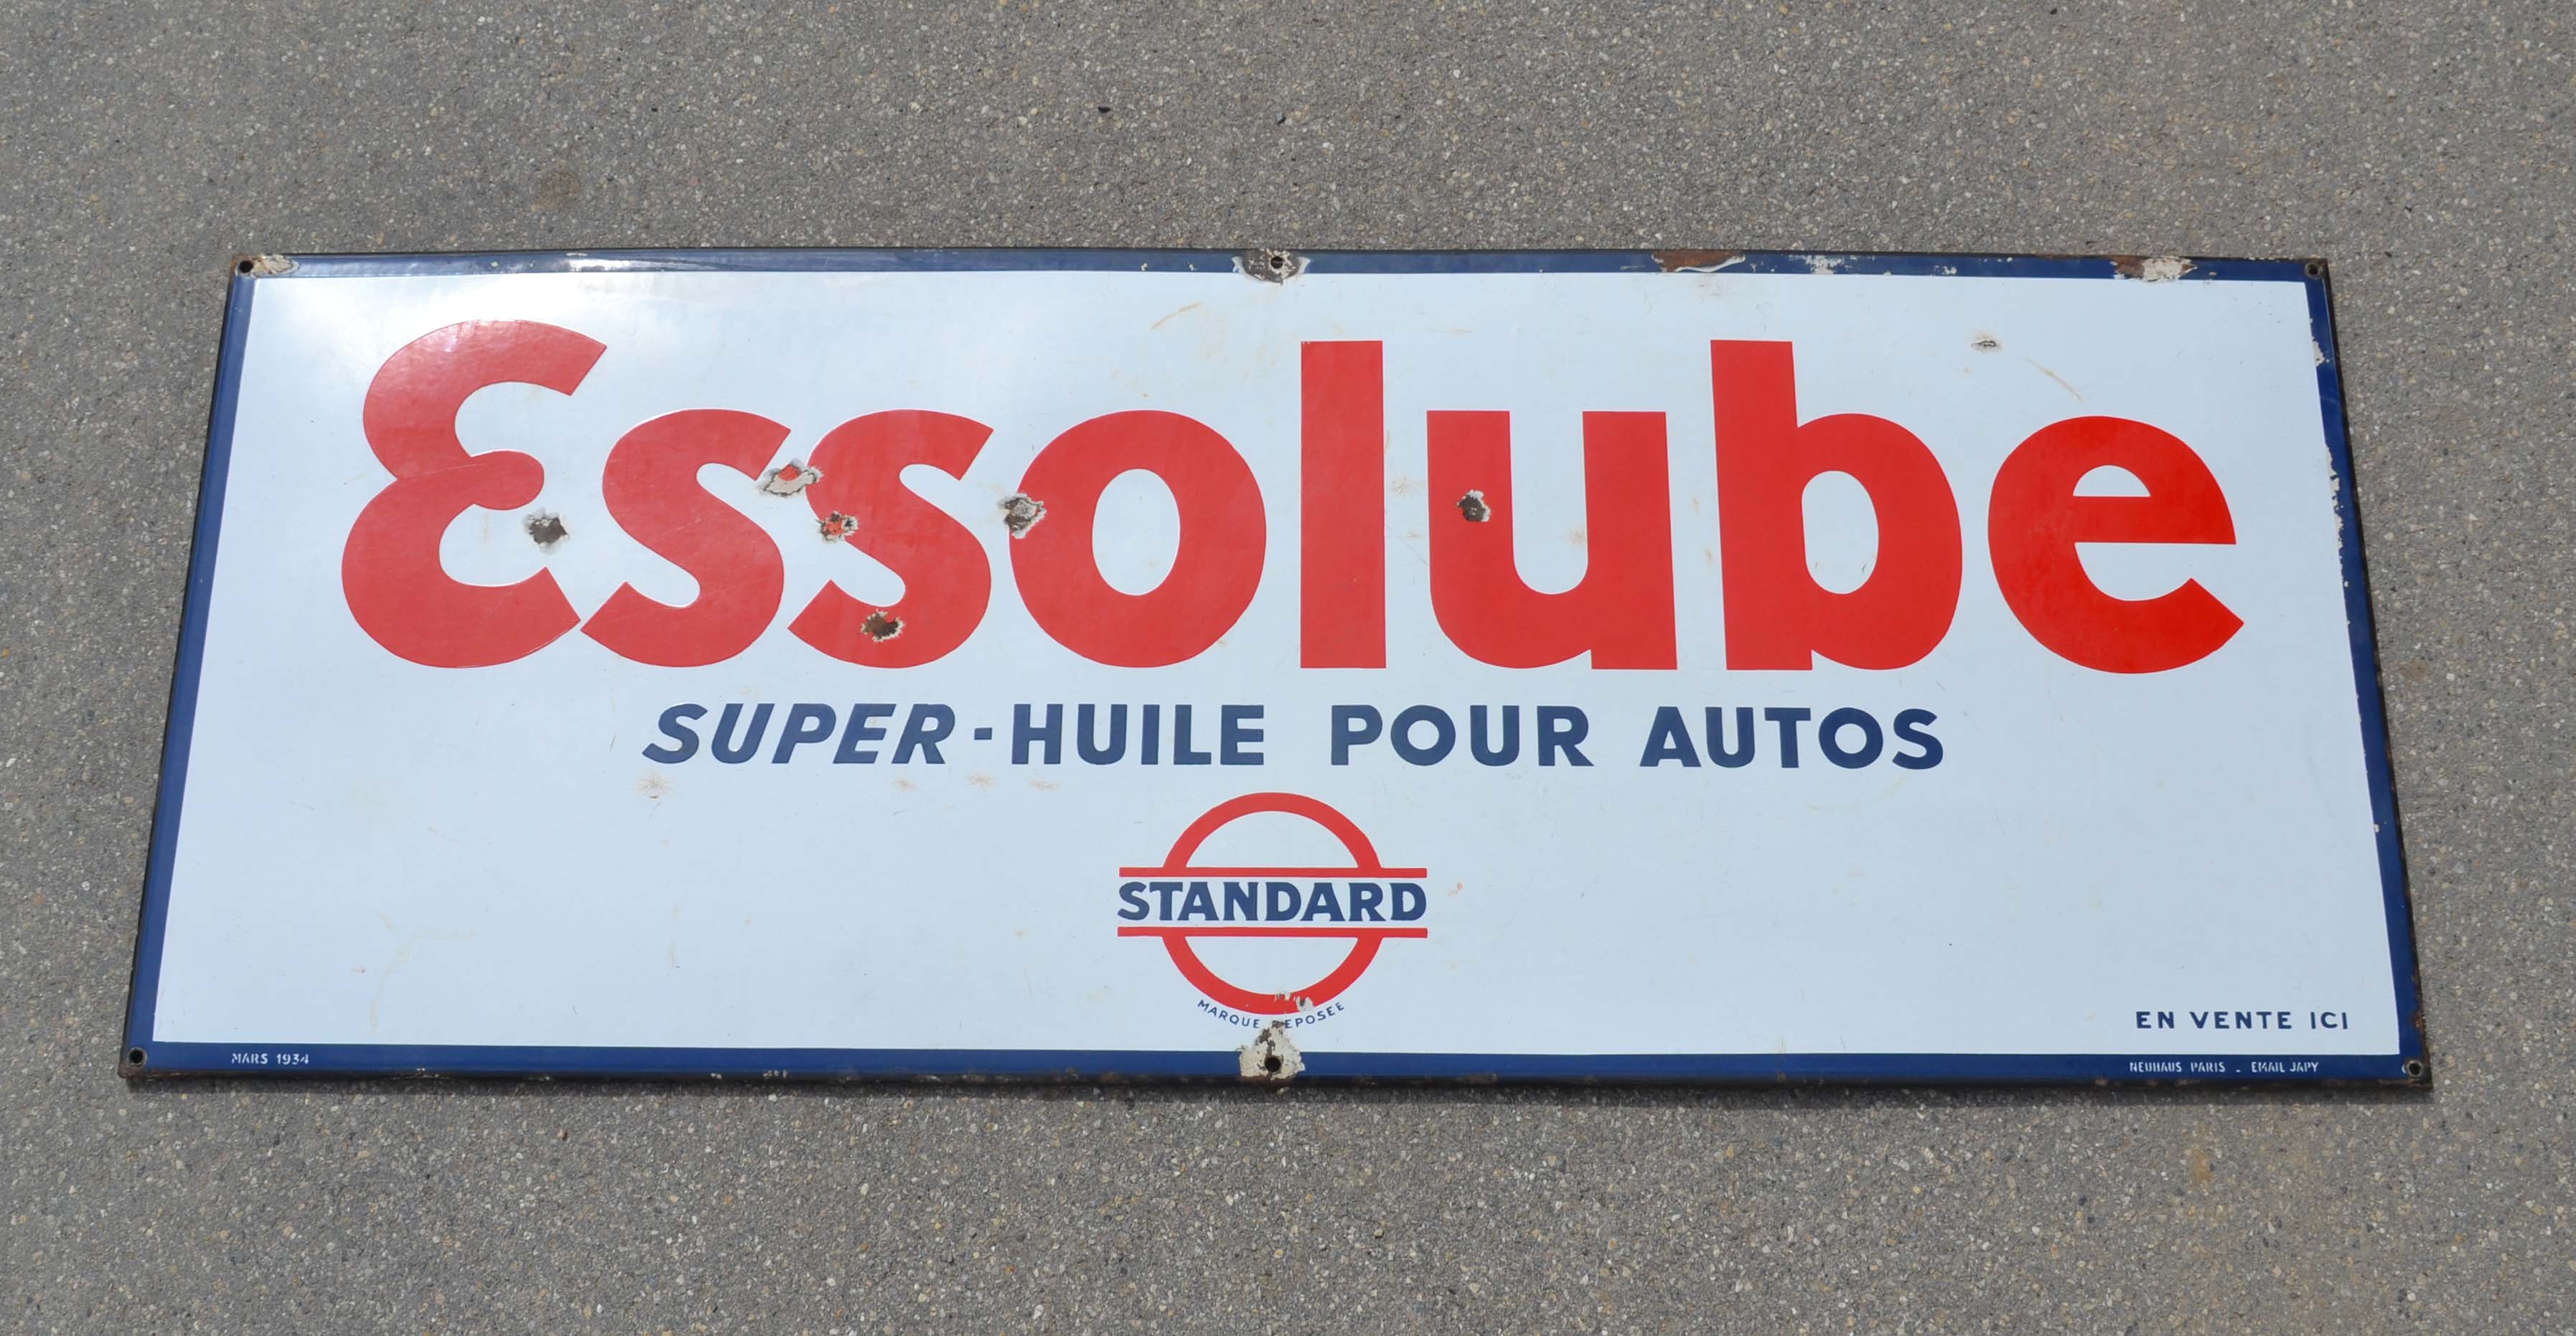 Essolube
SUPER-HUILE POUR AUTOS
STANDARD
MARQUE DEPOSEE
EN VENTE ICI
MARS 1934
NEUHAUS PARIS - EMAIL JAPY